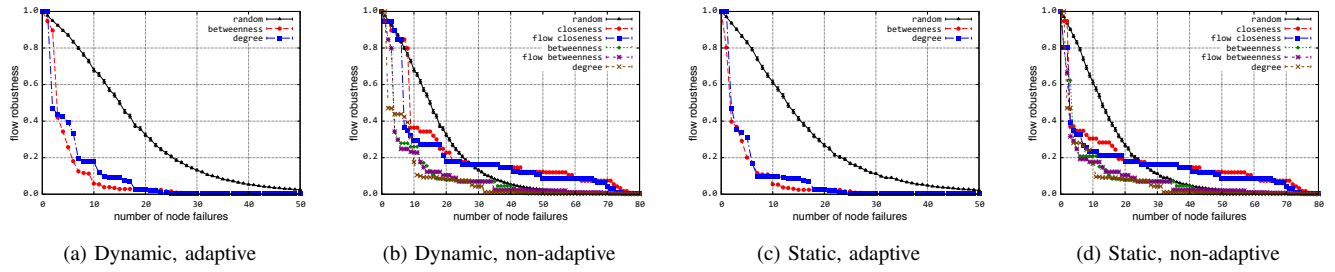 1.0
0.8
0.6
0.4
0.2
0.0
flow robustness
0 10 20 30 40 50
number of node failures
random
betweenness
degree
(a) Dynamic, adaptive
1.0
0.8
0.6
0.4
0.2
0.0
flow robustness
0 10 20 30 40 50 60 70 80
number of node failures
random
closeness
flow closeness
betweenness
flow betweenness
degree
(b) Dynamic, non-adaptive
1.0
0.8
0.6
0.4
0.2
0.0
flow robustness
0 10 20 30 40 50
number of node failures
random
betweenness
degree
(c) Static, adaptive
1.0
0.8
0.6
0.4
0.2
0.0
flow robustness
0 10 20 30 40 50 60 70 80
number of node failures
random
closeness
flow closeness
betweenness
flow betweenness
degree
(d) Static, non-adaptive